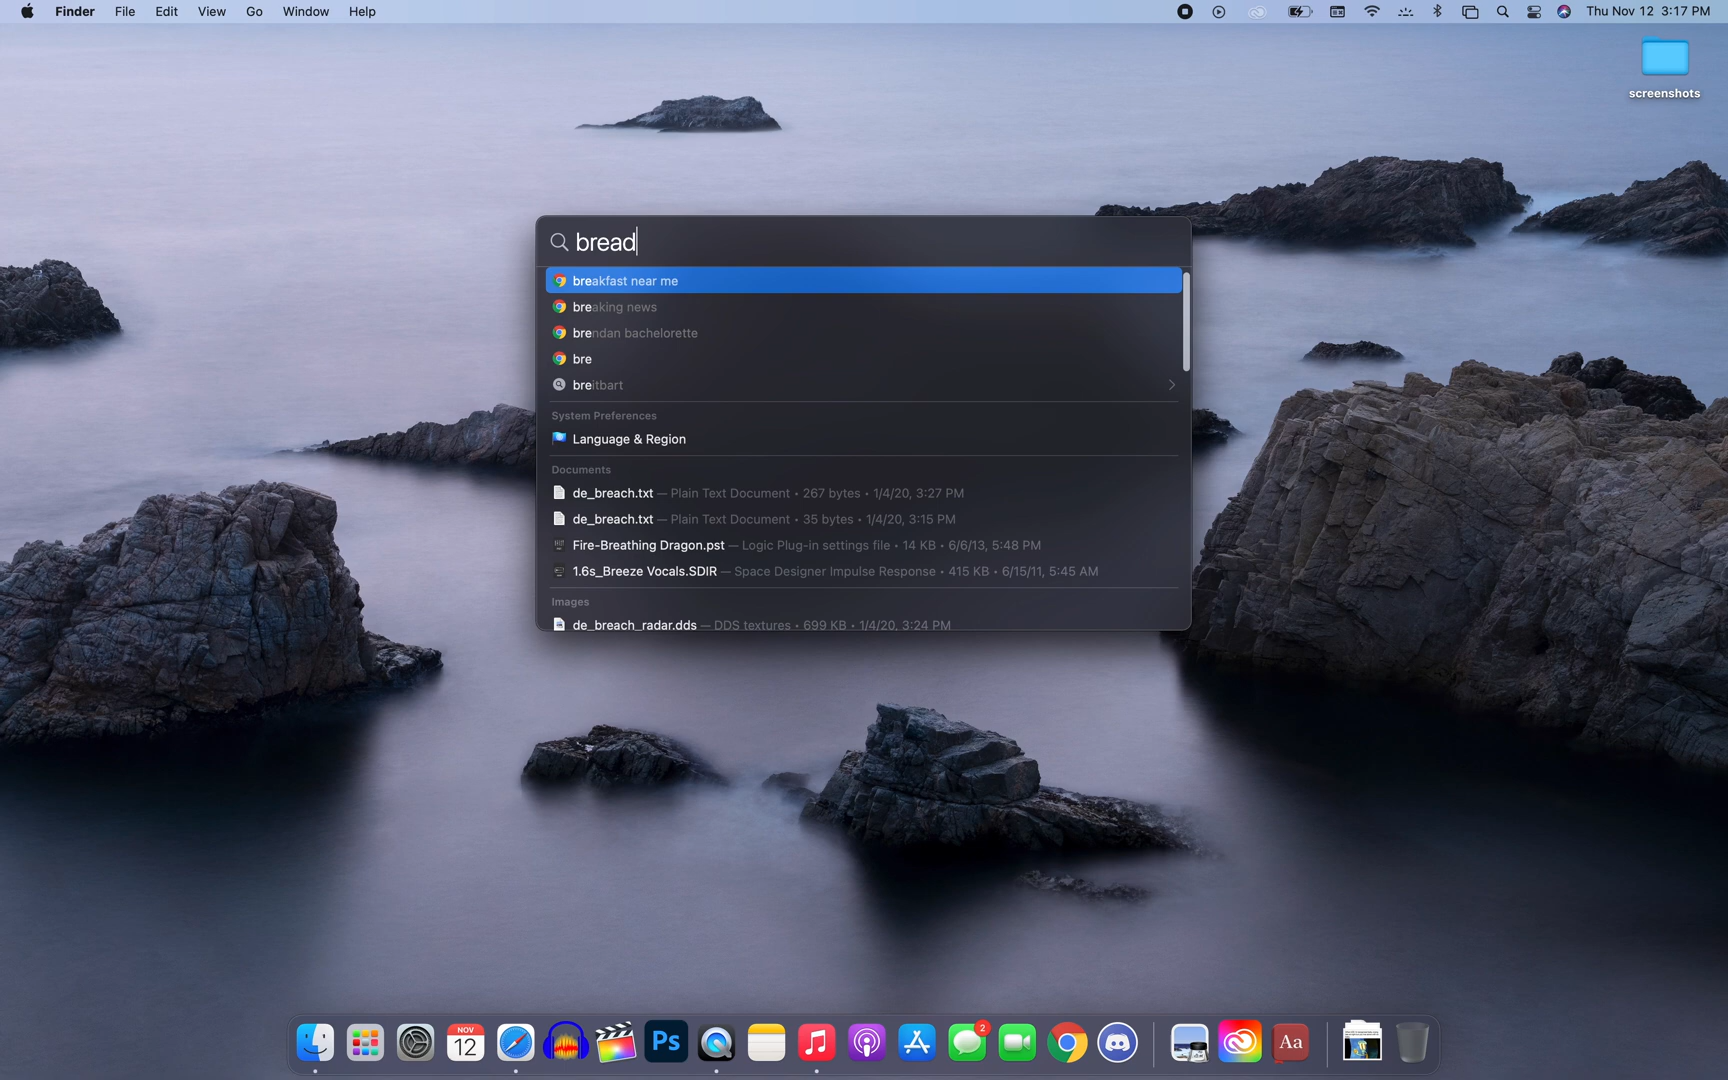 Finder File Edit View Go Window Help Thu Nov 12 3:17 PM
screenshots
bread
breakfast near me
breaking news
brendan bachelorette
bre
breitbart
System Preferences
Language & Region
Documents
de_breach.txt — Plain Text Document • 267 bytes • 1/4/20, 3:27 PM
de_breach.txt — Plain Text Document • 35 bytes • 1/4/20, 3:15 PM
Fire-Breathing Dragon.pst — Logic Plug-in settings file • 14 KB • 6/6/13, 5:48 PM
1.6s_Breeze Vocals.SDIR — Space Designer Impulse Response • 415 KB • 6/15/11, 5:45 AM
Images
de_breach_radar.dds — DDS textures • 699 KB • 1/4/20, 3:24 PM
NOV
12
Ps
2
Aa